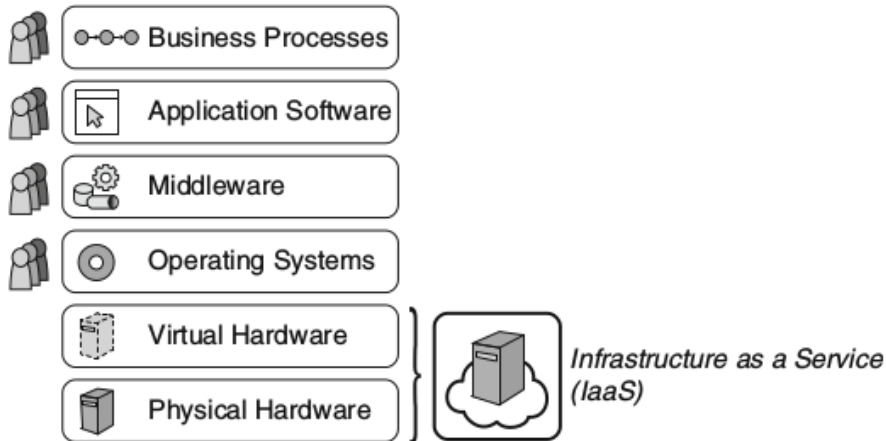 Business Processes
Application Software
Middleware
Operating Systems
Virtual Hardware
Physical Hardware
Infrastructure as a Service
(IaaS)